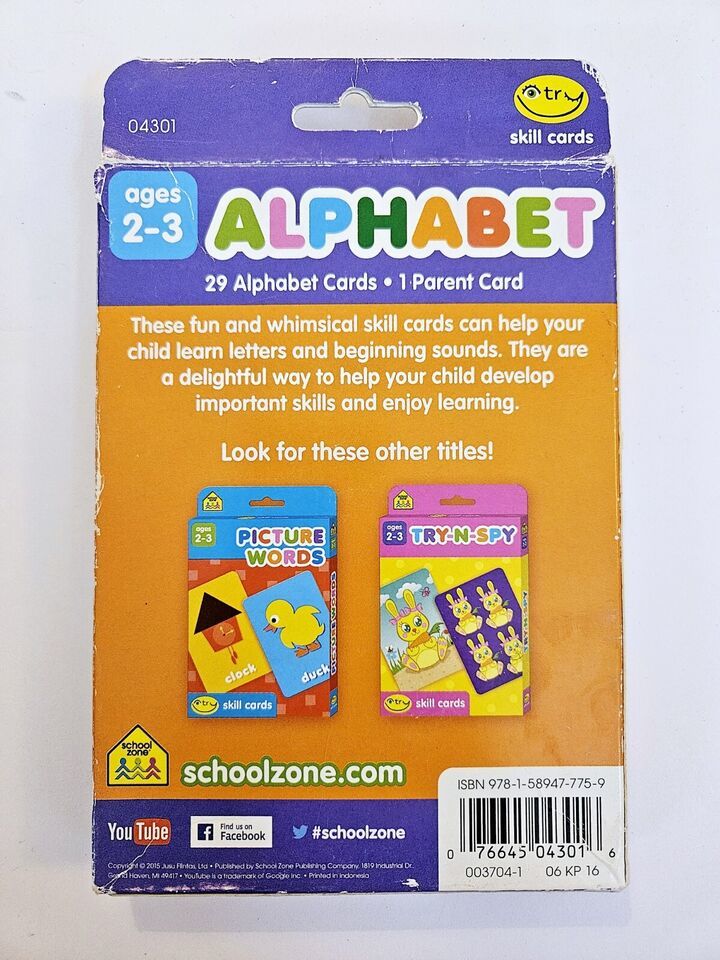 04301
try
skill cards
ages
2-3
ALPHABET
29 Alphabet Cards • 1 Parent Card
These fun and whimsical skill cards can help your
child learn letters and beginning sounds. They are
a delightful way to help your child develop
important skills and enjoy learning.
Look for these other titles!
ages
2-3
PICTURE
WORDS
PICTURE WORDS
clock
duck
try skill cards
ages
2-3
TRY-N-SPY
try skill cards
school
zone
schoolzone.com
YouTube
f Find us on
Facebook
#schoolzone
ISBN 978-1-58947-775-9
0 76645 04301 6
003704-1 06 KP 16
Copyright © 2015 Jusu Flintas, Ltd • Published by School Zone Publishing Company, 1819 Industrial Dr.
Grand Haven, MI 49417 • YouTube is a trademark of Google Inc. • Printed in Indonesia